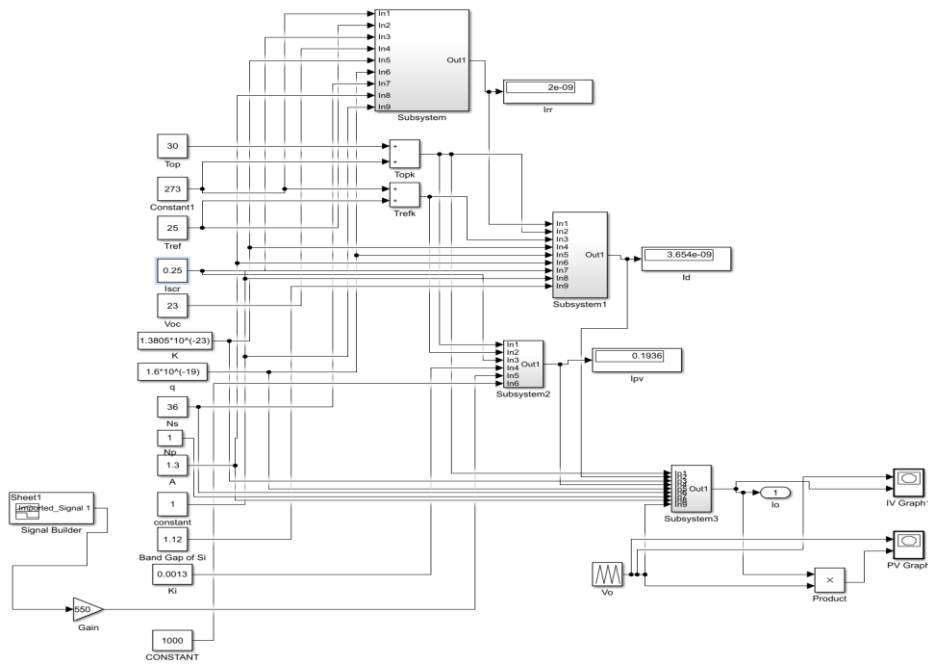 In1
In2
In3
In4
In5
In6
In7
In8
In9
Out1
Subsystem
2e-09
Irr
30
Top
+
+
Topk
273
Constant1
+
+
Trefk
25
Tref
In1
In2
In3
In4
In5
In6
In7
In8
In9
Out1
Subsystem1
3.654e-09
Id
0.25
Iscr
23
Voc
1.3805*10^(-23)
K
1.6*10^(-19)
q
In1
In2
In3
In4
In5
In6
Out1
Subsystem2
0.1936
Ipv
36
Ns
1
Np
1.3
A
1
constant
1.12
Band Gap of Si
0.0013
Ki
1000
CONSTANT
Sheet1
Imported_Signal 1
Signal Builder
550
Gain
In1
In9
Out1
Subsystem3
1
Io
IV Graph
PV Graph
Vo
×
Product